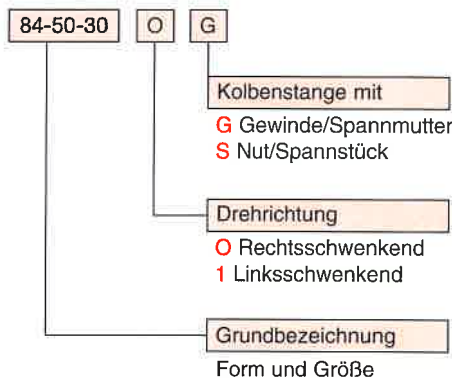 84-50-30 O G
Kolbenstange mit
G Gewinde/Spannmutter
S Nut/Spannstück
Drehrichtung
O Rechtsschwenkend
1 Linksschwenkend
Grundbezeichnung
Form und Größe